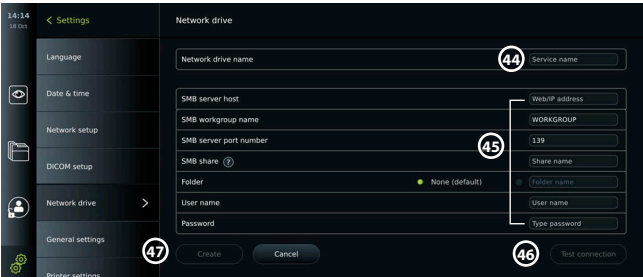 14:14
18 Oct
Settings
Network drive
Language
Date & time
Network setup
DICOM setup
Network drive
General settings
Printer settings
Network drive name 44 Service name
SMB server host Web/IP address
SMB workgroup name WORKGROUP
SMB server port number 45 139
SMB share ? Share name
Folder None (default) Folder name
User name User name
Password Type password
47 Create Cancel 46 Test connection